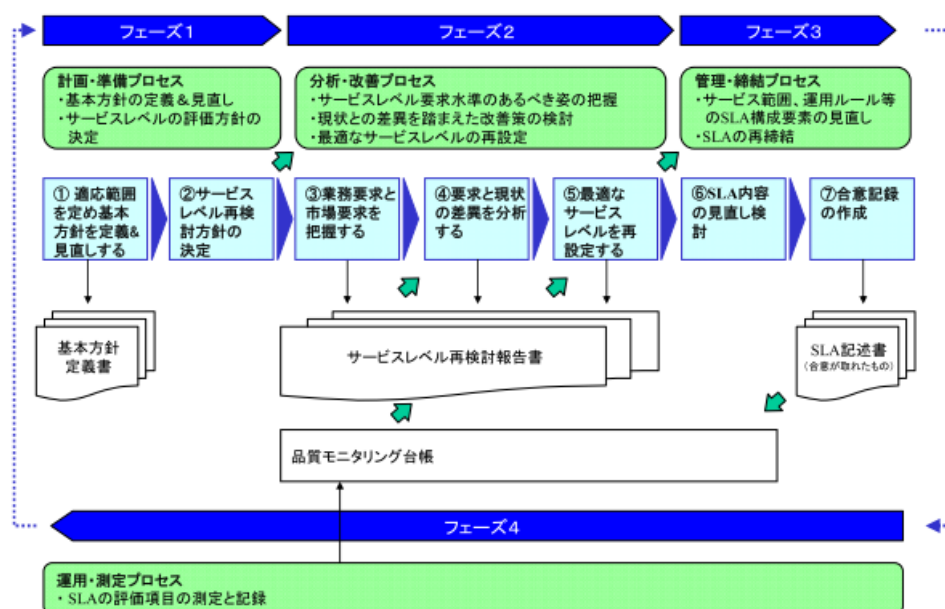 フェーズ1
フェーズ2
フェーズ3
計画・準備プロセス
・基本方針の定義&見直し
・サービスレベルの評価方針の
決定
分析・改善プロセス
・サービスレベル要求水準のあるべき姿の把握
・現状との差異を踏まえた改善策の検討
・最適なサービスレベルの再設定
管理・締結プロセス
・サービス範囲、運用ルール等
のSLA構成要素の見直し
・SLAの再締結
① 適応範囲
を定め基本
方針を定義&
見直しする
②サービス
レベル再検
討方針の
決定
③業務要求と
市場要求を
把握する
④要求と現状
の差異を分析
する
⑤最適な
サービス
レベルを再
設定する
⑥SLA内容
の見直し検
討
⑦合意記録
の作成
基本方針
定義書
サービスレベル再検討報告書
SLA記述書
(合意が取れたもの)
品質モニタリング台帳
フェーズ4
運用・測定プロセス
・SLAの評価項目の測定と記録